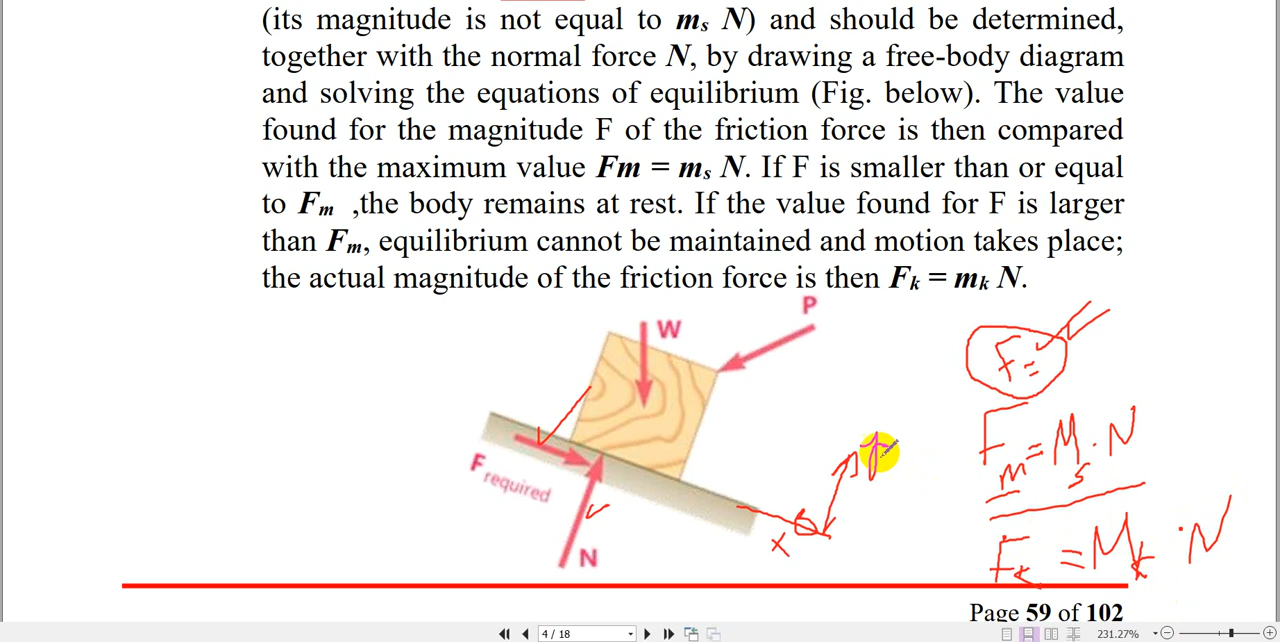 (its magnitude is not equal to ms N) and should be determined,
together with the normal force N, by drawing a free-body diagram
and solving the equations of equilibrium (Fig. below). The value
found for the magnitude F of the friction force is then compared
with the maximum value Fm = ms N. If F is smaller than or equal
to Fm ,the body remains at rest. If the value found for F is larger
than Fm, equilibrium cannot be maintained and motion takes place;
the actual magnitude of the friction force is then Fk = mk N.
P
W
F=
Fm = Ms . N
F required
x
N
Fk = Mk . N
Page 59 of 102
4 / 18
231.27%